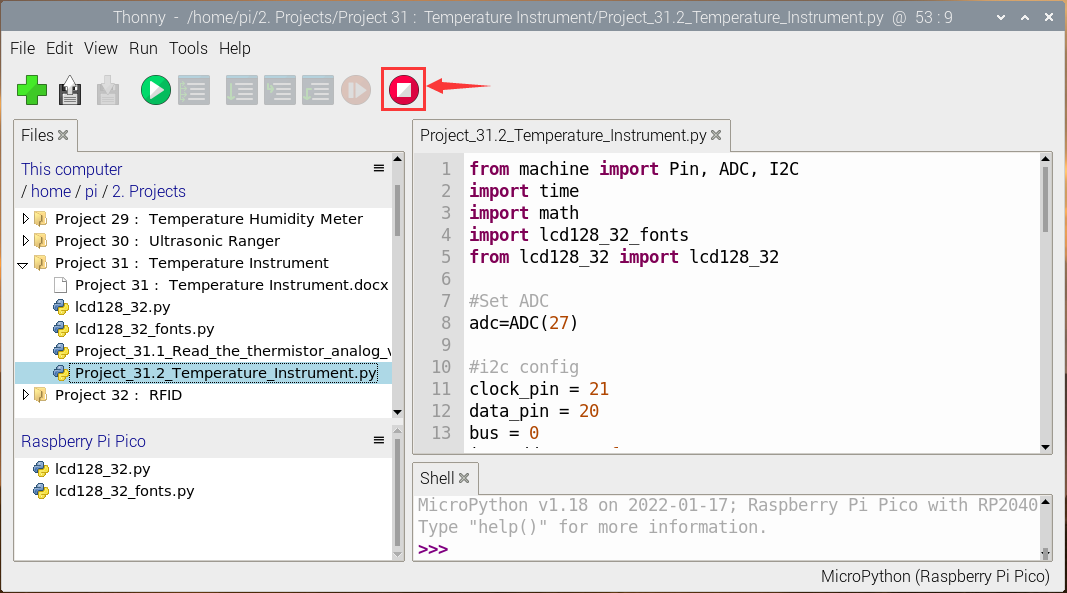 Thonny - /home/pi/2. Projects/Project 31 : Temperature Instrument/Project_31.2_Temperature_Instrument.py @ 53 : 9
File Edit View Run Tools Help
Files
This computer
/ home / pi / 2. Projects
Project 29 : Temperature Humidity Meter
Project 30 : Ultrasonic Ranger
Project 31 : Temperature Instrument
Project 31 : Temperature Instrument.docx
lcd128_32.py
lcd128_32_fonts.py
Project_31.1_Read_the_thermistor_analog_v
Project_31.2_Temperature_Instrument.py
Project 32 : RFID
Raspberry Pi Pico
lcd128_32.py
lcd128_32_fonts.py
Project_31.2_Temperature_Instrument.py
1 from machine import Pin, ADC, I2C
2 import time
3 import math
4 import lcd128_32_fonts
5 from lcd128_32 import lcd128_32
6
7 #Set ADC
8 adc=ADC(27)
9
10 #i2c config
11 clock_pin = 21
12 data_pin = 20
13 bus = 0
Shell
MicroPython v1.18 on 2022-01-17; Raspberry Pi Pico with RP2040
Type "help()" for more information.
>>>
MicroPython (Raspberry Pi Pico)